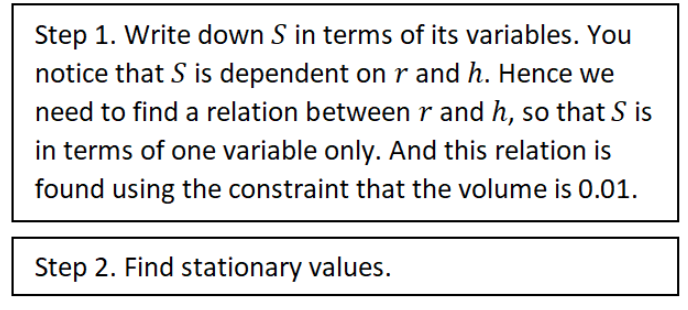 Step 1. Write down S in terms of its variables. You
notice that S is dependent on r and h. Hence we
need to find a relation between r and h, so that S is
in terms of one variable only. And this relation is
found using the constraint that the volume is 0.01.
Step 2. Find stationary values.